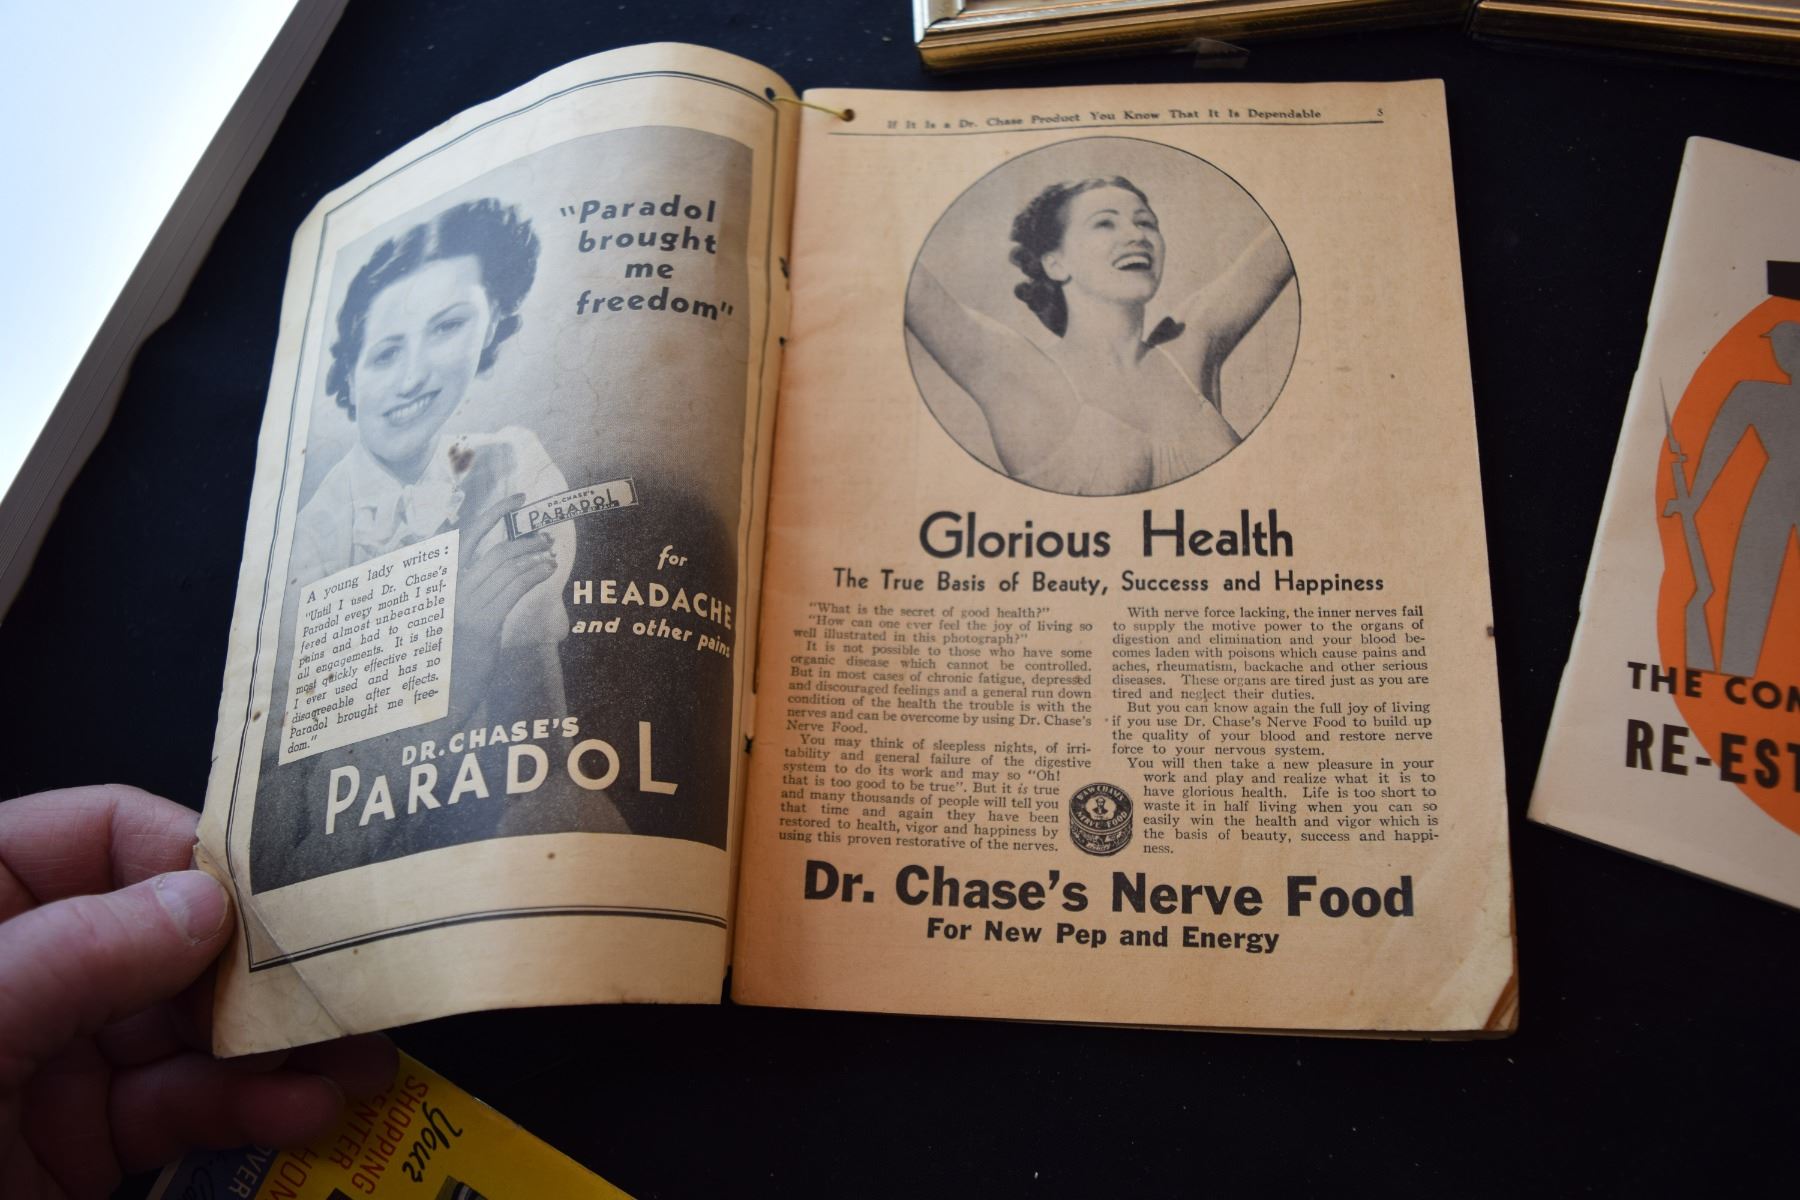 "Paradol
brought
me
freedom"
DR. CHASE'S
PARADOL
for
HEADACHE
and other pains
A young lady writes:
"Until I used Dr. Chase's
Paradol every month I suf-
fered almost unbearable
pains and had to cancel
all engagements. It is the
most quickly effective relief
I ever used and has no
disagreeable after effects.
Paradol brought me free-
dom."
DR. CHASE'S
PARADOL
If It Is a Dr. Chase Product You Know That It Is Dependable 5
Glorious Health
The True Basis of Beauty, Successs and Happiness
"What is the secret of good health?"
"How can one ever feel the joy of living so
well illustrated in this photograph?"
It is not possible to those who have some
organic disease which cannot be controlled.
But in most cases of chronic fatigue, depressed
and discouraged feelings and a general run down
condition of the health the trouble is with the
nerves and can be overcome by using Dr. Chase's
Nerve Food.
You may think of sleepless nights, of irri-
tability and general failure of the digestive
system to do its work and may so "Oh!
that is too good to be true". But it is true
and many thousands of people will tell you
that time and again they have been
restored to health, vigor and happiness by
using this proven restorative of the nerves.
With nerve force lacking, the inner nerves fail
to supply the motive power to the organs of
digestion and elimination and your blood be-
comes laden with poisons which cause pains and
aches, rheumatism, backache and other serious
diseases. These organs are tired just as you are
tired and neglect their duties.
But you can know again the full joy of living
if you use Dr. Chase's Nerve Food to build up
the quality of your blood and restore nerve
force to your nervous system.
You will then take a new pleasure in your
work and play and realize what it is to
have glorious health. Life is too short to
waste it in half living when you can so
easily win the health and vigor which is
the basis of beauty, success and happi-
ness.
NERVE FOOD
Dr. Chase's Nerve Food
For New Pep and Energy
THE
RE-EST
Your
SHOPPING
CENTER